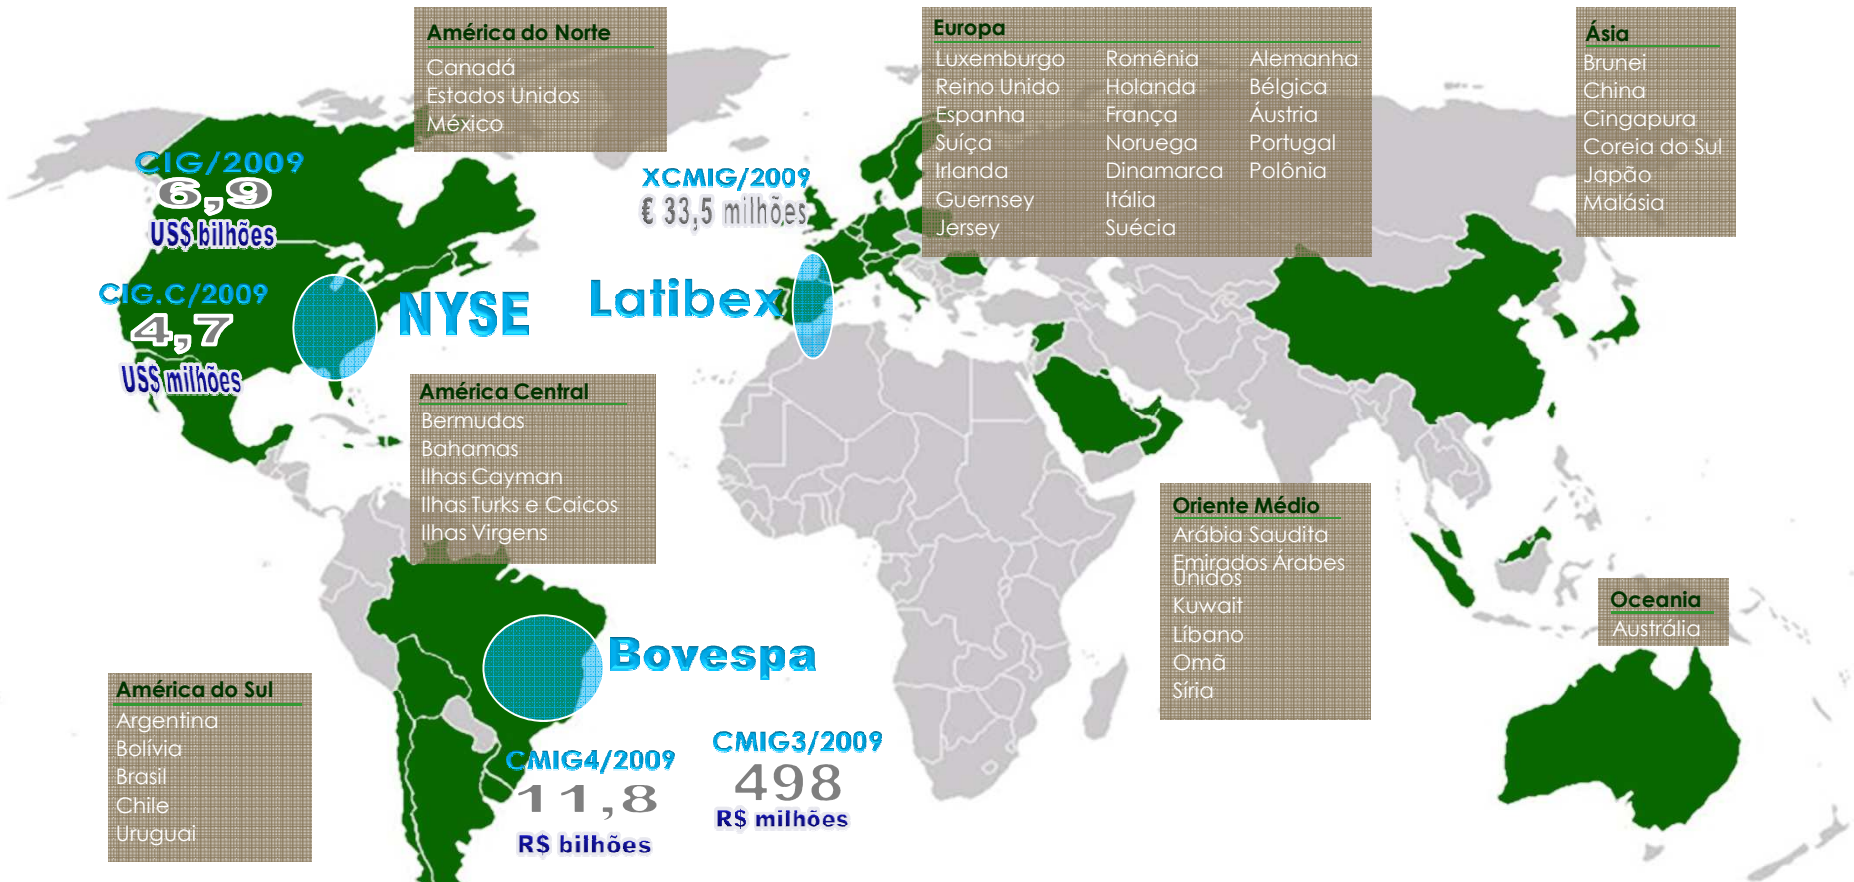 América do Norte
Canadá
Estados Unidos
México
Europa
Luxemburgo
Reino Unido
Espanha
Suíça
Irlanda
Guernsey
Jersey
Romênia
Holanda
França
Noruega
Dinamarca
Itália
Suécia
Alemanha
Bélgica
Áustria
Portugal
Polônia
Ásia
Brunei
China
Cingapura
Coreia do Sul
Japão
Malásia
CIG/2009
6,9
US$ bilhões
CIG.C/2009
4,7
US$ milhões
NYSE
XCMIG/2009
€ 33,5 milhões
Latibex
América Central
Bermudas
Bahamas
Ilhas Cayman
Ilhas Turks e Caicos
Ilhas Virgens
Oriente Médio
Arábia Saudita
Emirados Árabes
Unidos
Kuwait
Líbano
Omã
Síria
Oceania
Austrália
Bovespa
América do Sul
Argentina
Bolívia
Brasil
Chile
Uruguai
CMIG4/2009
11,8
R$ bilhões
CMIG3/2009
498
R$ milhões